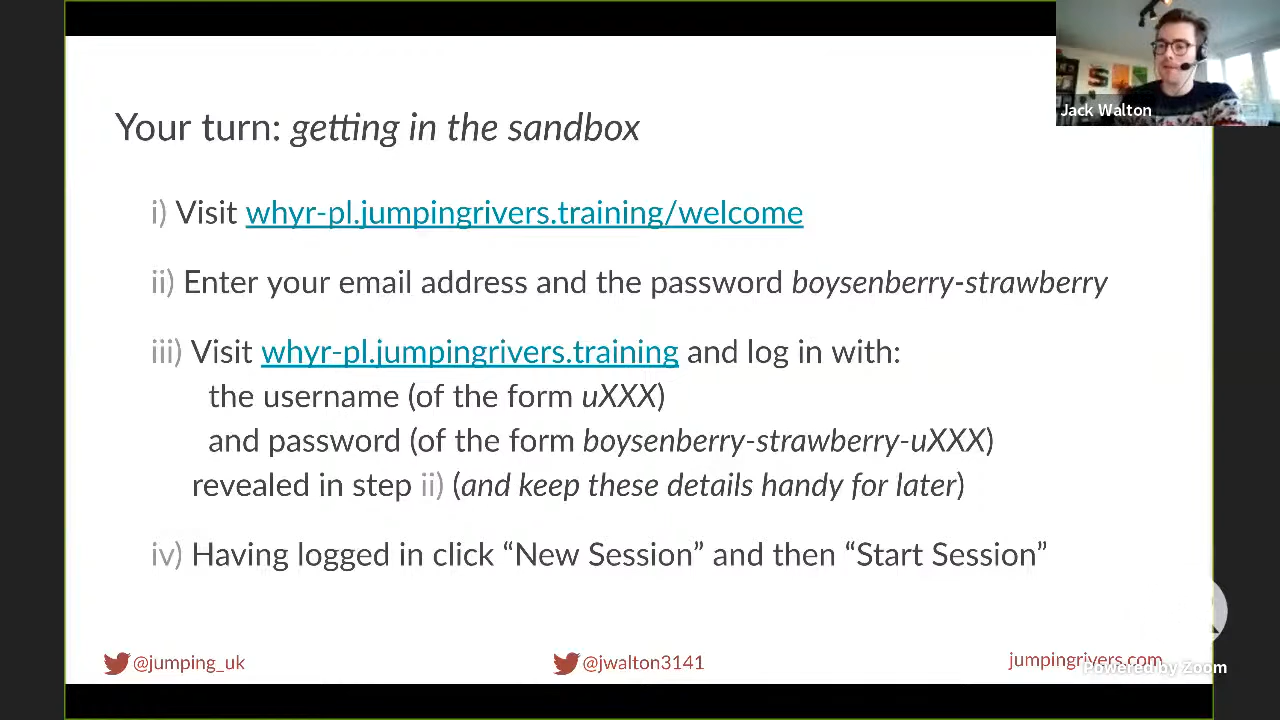 Jack Walton
Your turn: getting in the sandbox
i) Visit whyr-pl.jumpingrivers.training/welcome
ii) Enter your email address and the password boysenberry-strawberry
iii) Visit whyr-pl.jumpingrivers.training and log in with:
the username (of the form uXXX)
and password (of the form boysenberry-strawberry-uXXX)
revealed in step ii) (and keep these details handy for later)
iv) Having logged in click “New Session” and then “Start Session”
@jumping_uk
@jwalton3141
jumpingrivers.com
Powered by Zoom